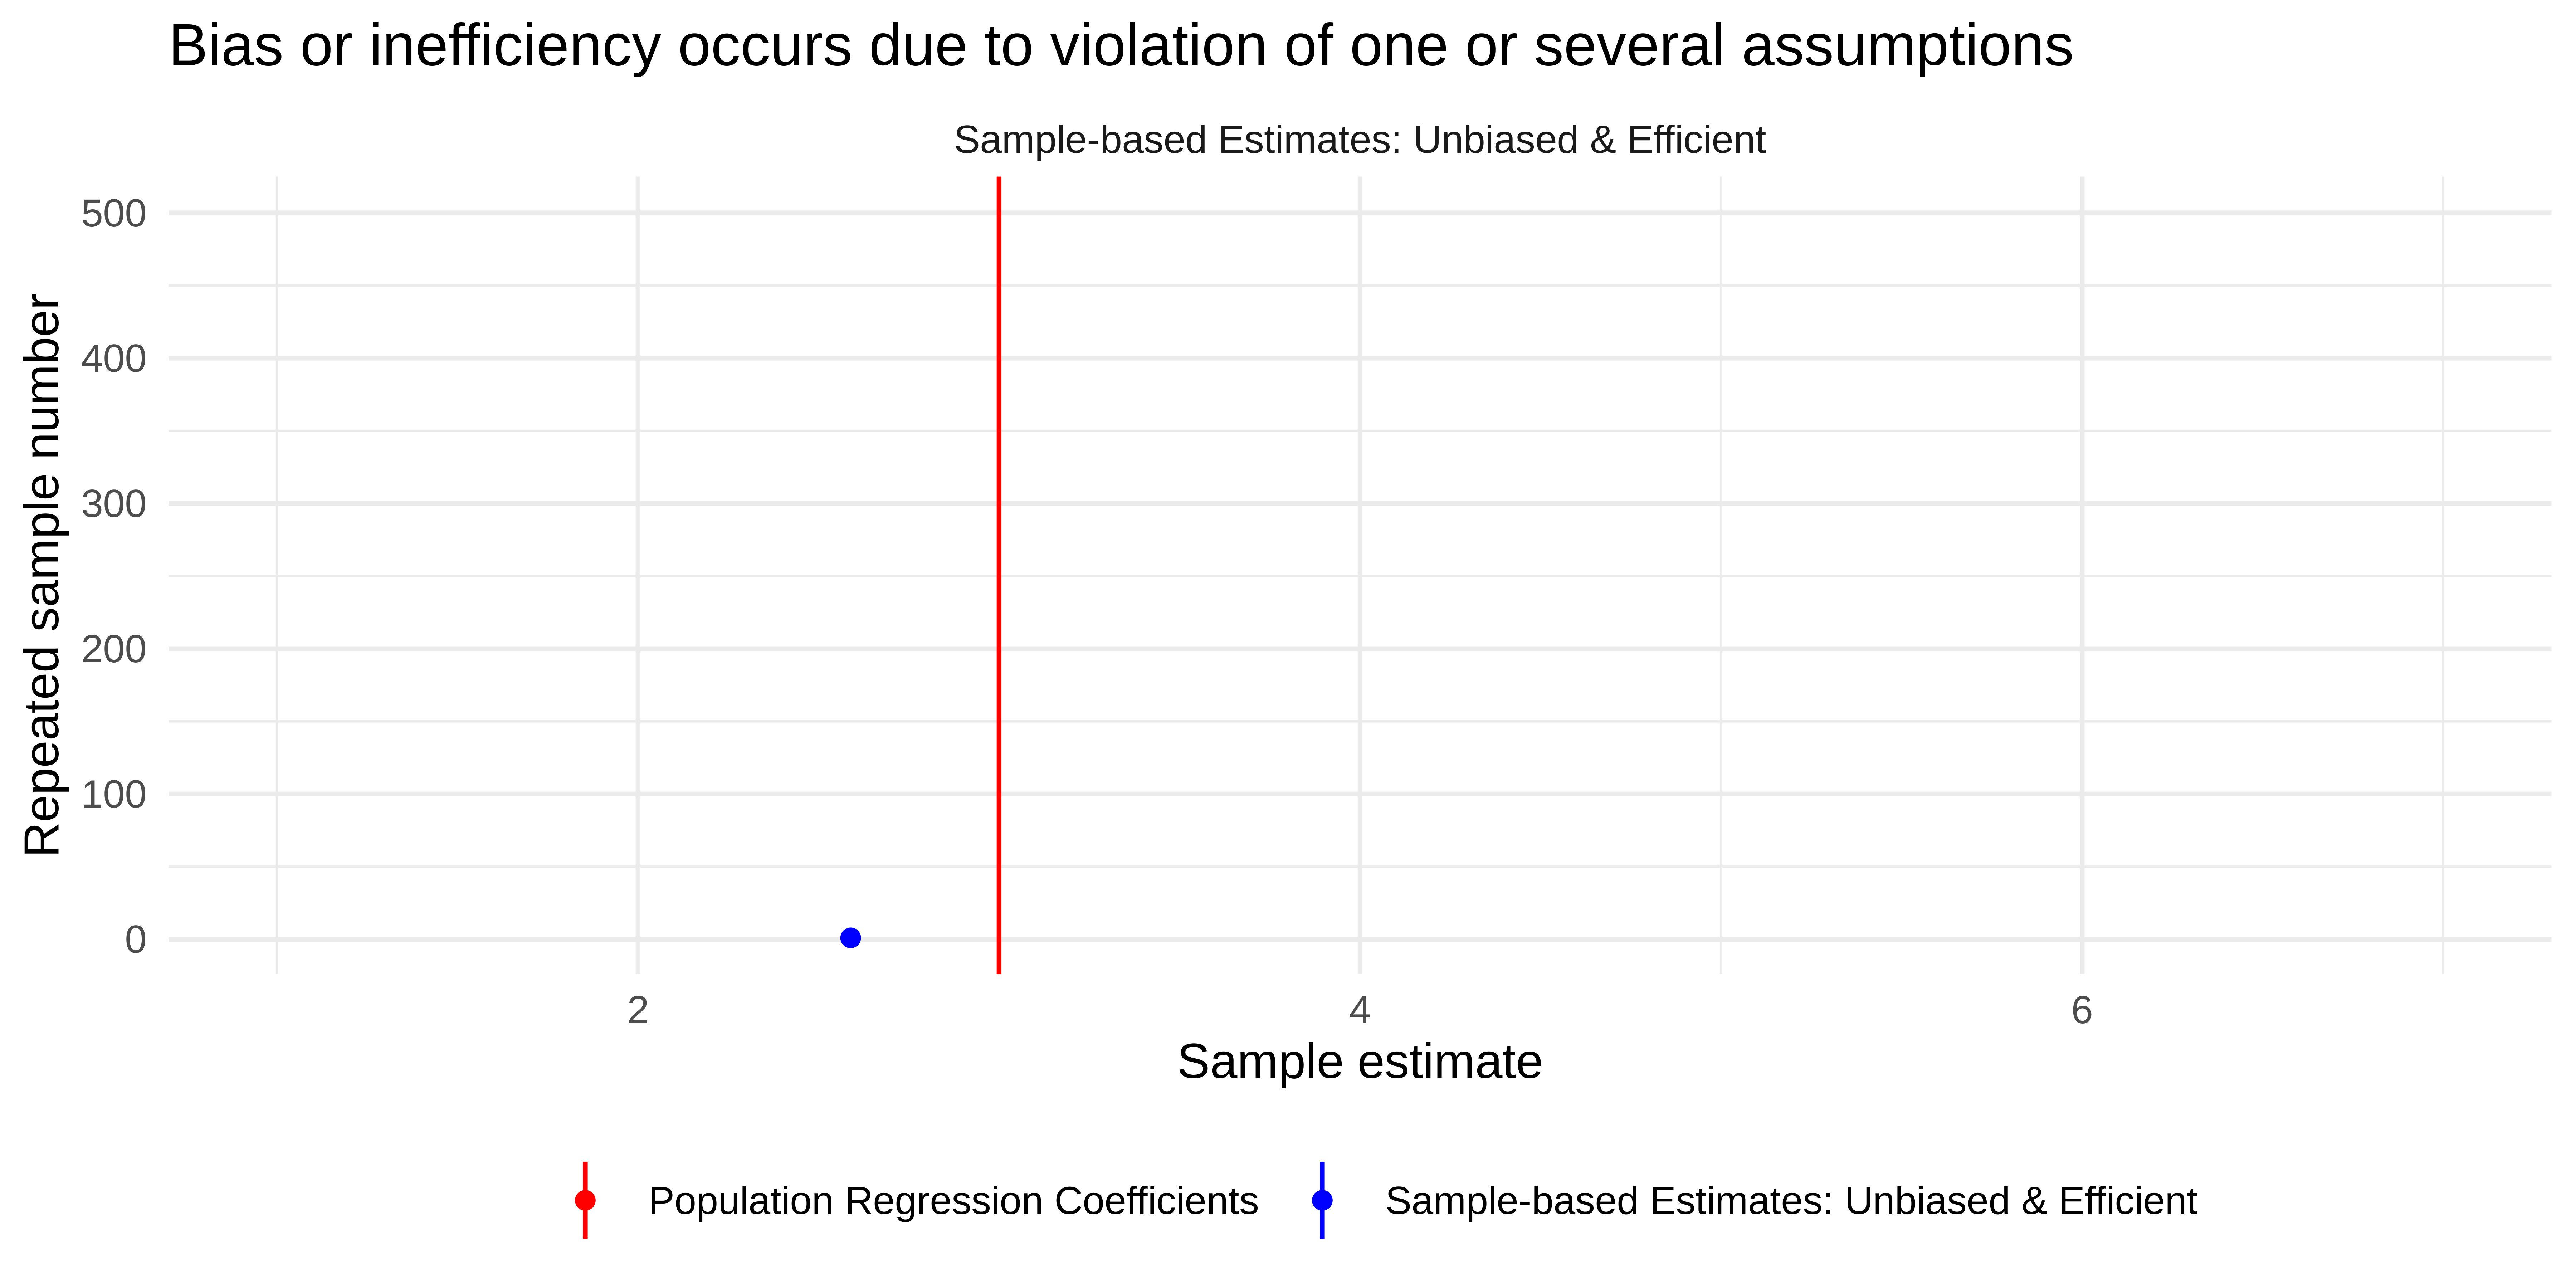 Bias or inefficiency occurs due to violation of one or several assumptions
Sample-based Estimates: Unbiased & Efficient
500
400
300
200
100
0
Repeated sample number
2
4
6
Sample estimate
Population Regression Coefficients
Sample-based Estimates: Unbiased & Efficient